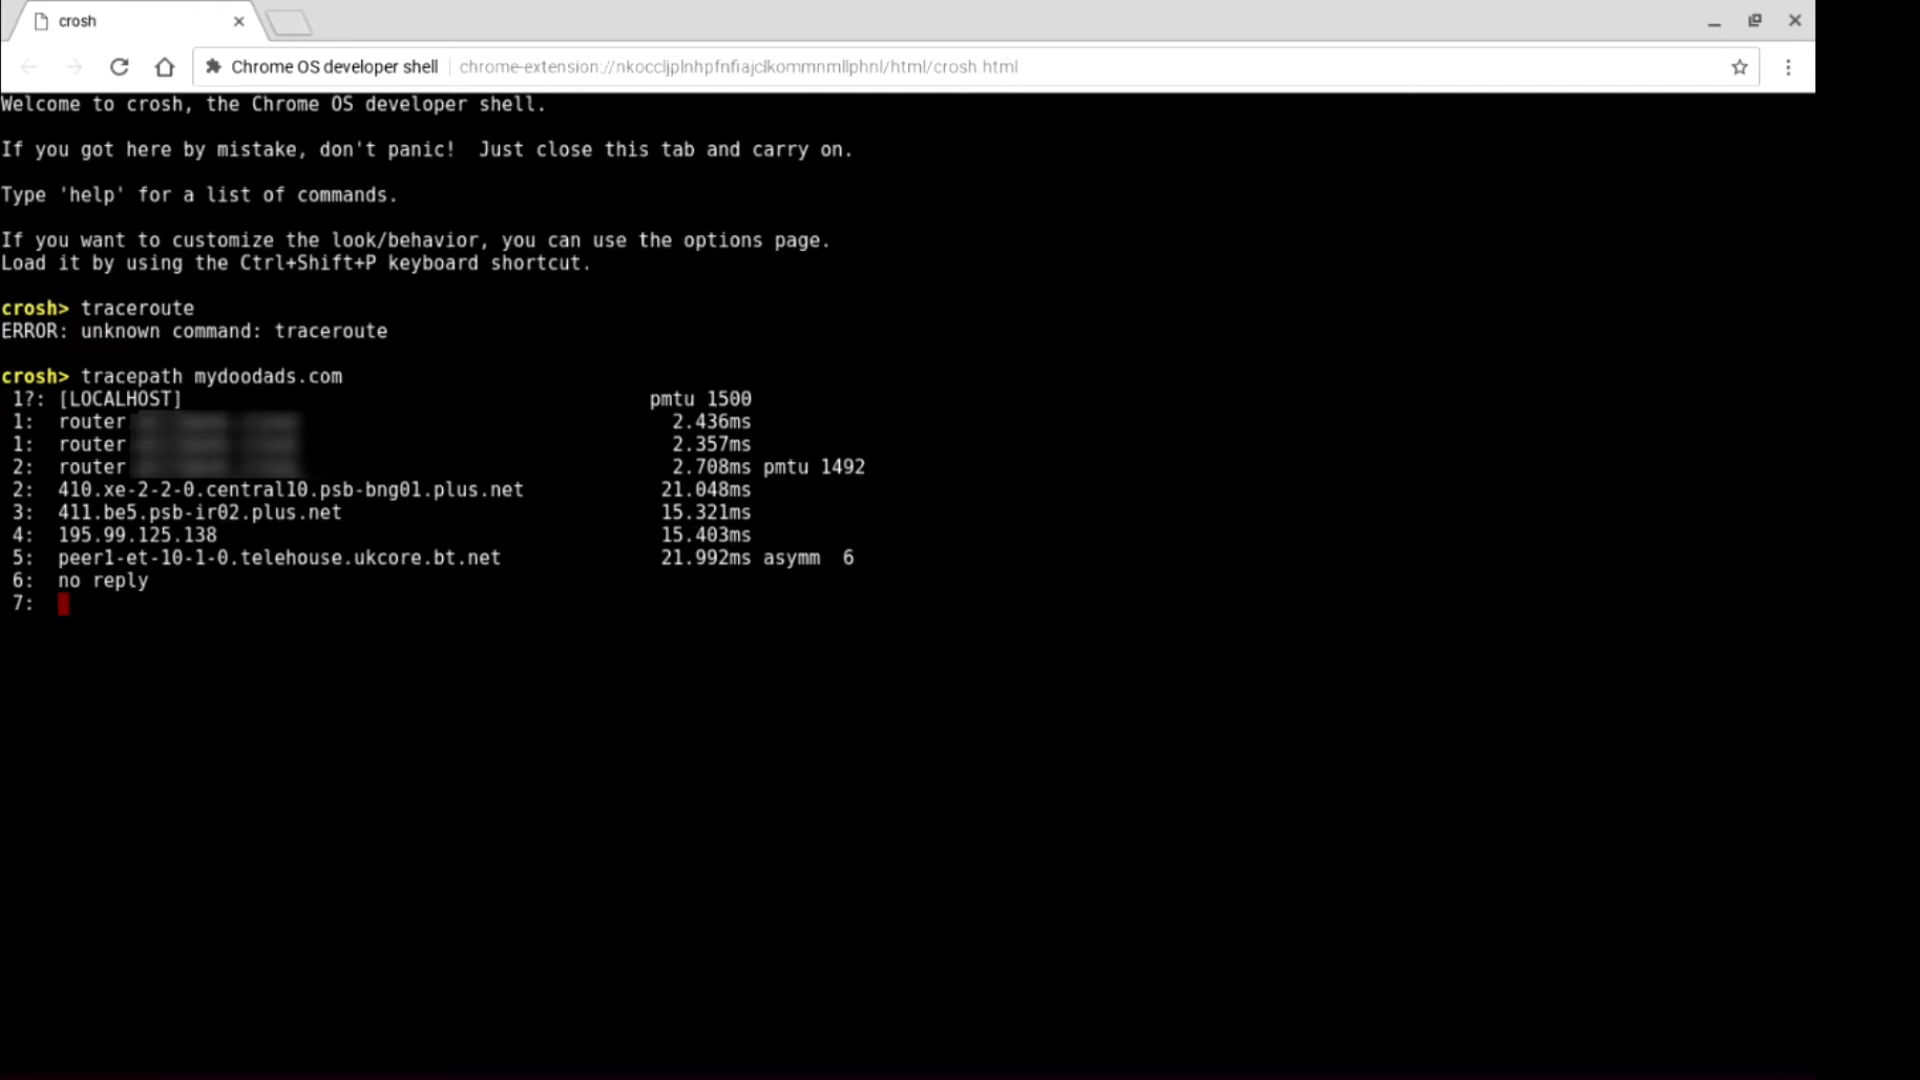 crosh
Chrome OS developer shell chrome-extension://nkoccljplnhpfnfiajclkommnmllphnl/html/crosh.html
Welcome to crosh, the Chrome OS developer shell.
If you got here by mistake, don't panic!  Just close this tab and carry on.
Type 'help' for a list of commands.
If you want to customize the look/behavior, you can use the options page.
Load it by using the Ctrl+Shift+P keyboard shortcut.
crosh> traceroute
ERROR: unknown command: traceroute
crosh> tracepath mydoodads.com
1?: [LOCALHOST] pmtu 1500
1: router 2.436ms
1: router 2.357ms
2: router 2.708ms pmtu 1492
2: 410.xe-2-2-0.central10.psb-bng01.plus.net 21.048ms
3: 411.be5.psb-ir02.plus.net 15.321ms
4: 195.99.125.138 15.403ms
5: peer1-et-10-1-0.telehouse.ukcore.bt.net 21.992ms asymm 6
6: no reply
7: